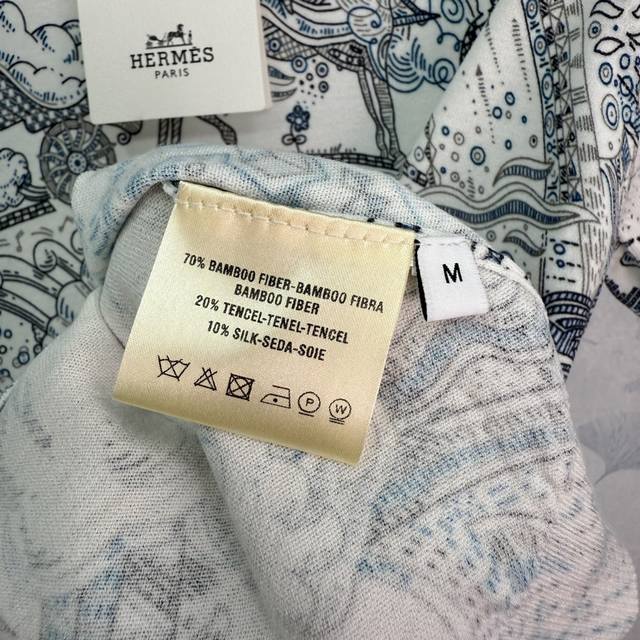 HERMÈS
PARIS
70% BAMBOO FIBER-BAMBOO FIBRA
BAMBOO FIBER
20% TENCEL-TENEL-TENCEL
10% SILK-SEDA-SOIE
P W
M